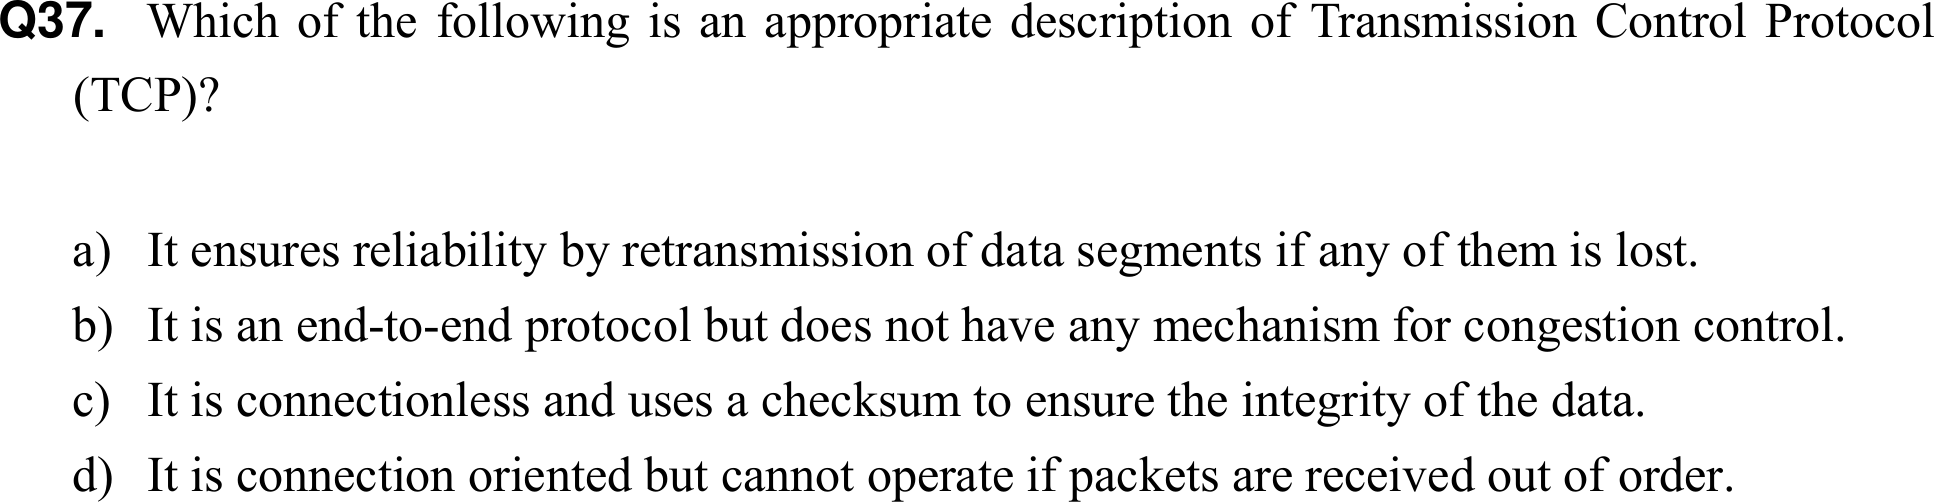 Q37. Which of the following is an appropriate description of Transmission Control Protocol
(TCP)?
a) It ensures reliability by retransmission of data segments if any of them is lost.
b) It is an end-to-end protocol but does not have any mechanism for congestion control.
c) It is connectionless and uses a checksum to ensure the integrity of the data.
d) It is connection oriented but cannot operate if packets are received out of order.